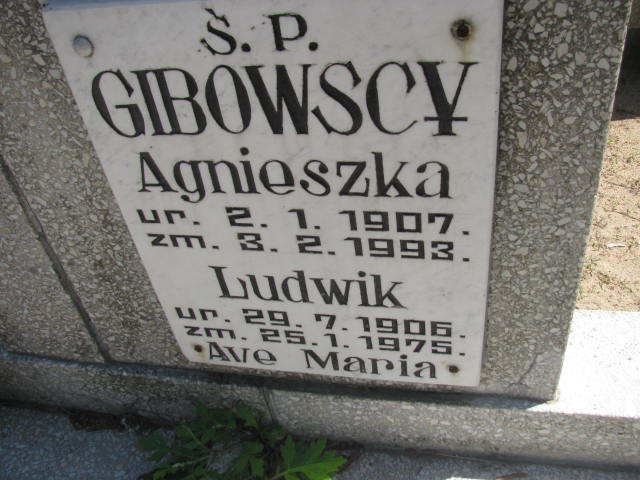 Ś. P.
GIBOWSCY
Agnieszka
ur. 2. 1. 1907.
zm. 3. 2. 1993.
Ludwik
ur. 29. 7. 1906.
zm. 25. 1. 1975.
Ave Maria